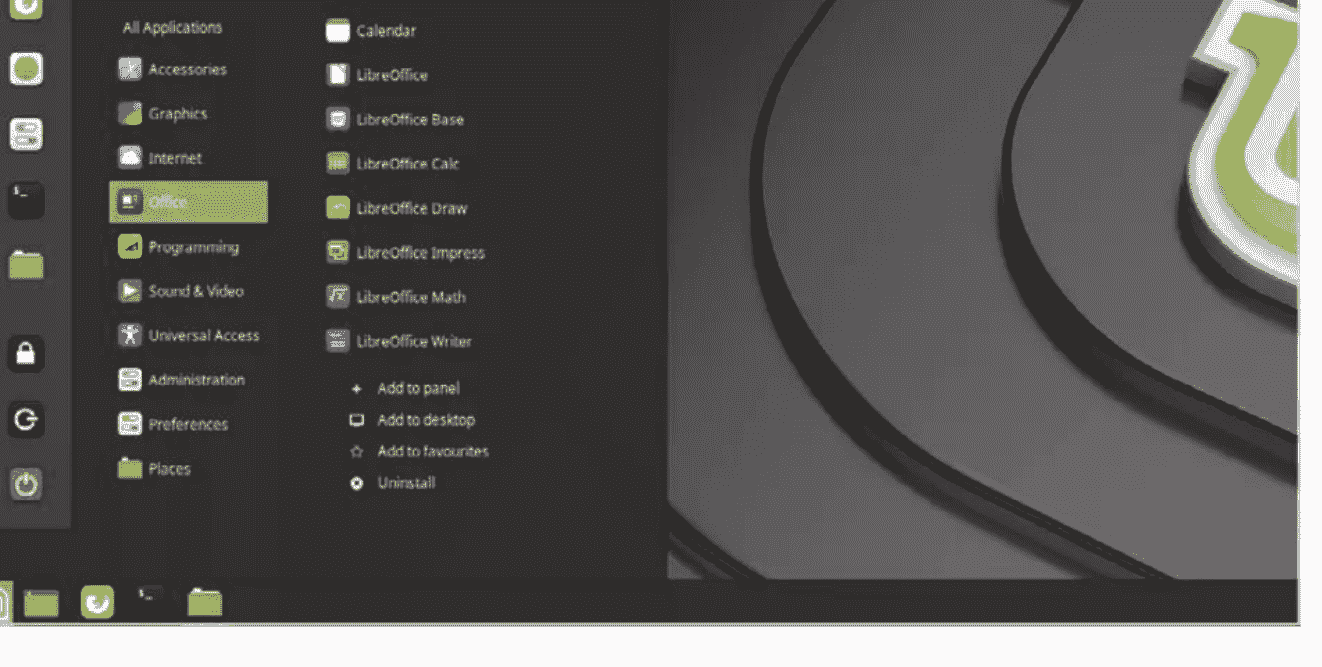 All Applications
Accessories
Graphics
Internet
Office
Programming
Sound & Video
Universal Access
Administration
Preferences
Places
Calendar
LibreOffice
LibreOffice Base
LibreOffice Calc
LibreOffice Draw
LibreOffice Impress
LibreOffice Math
LibreOffice Writer
Add to panel
Add to desktop
Add to favourites
Uninstall